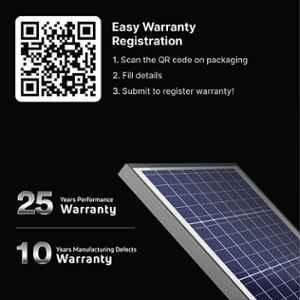 Easy Warranty
Registration
1. Scan the QR code on packaging
2. Fill details
3. Submit to register warranty!
25 Years Performance
Warranty
10 Years Manufacturing Defects
Warranty